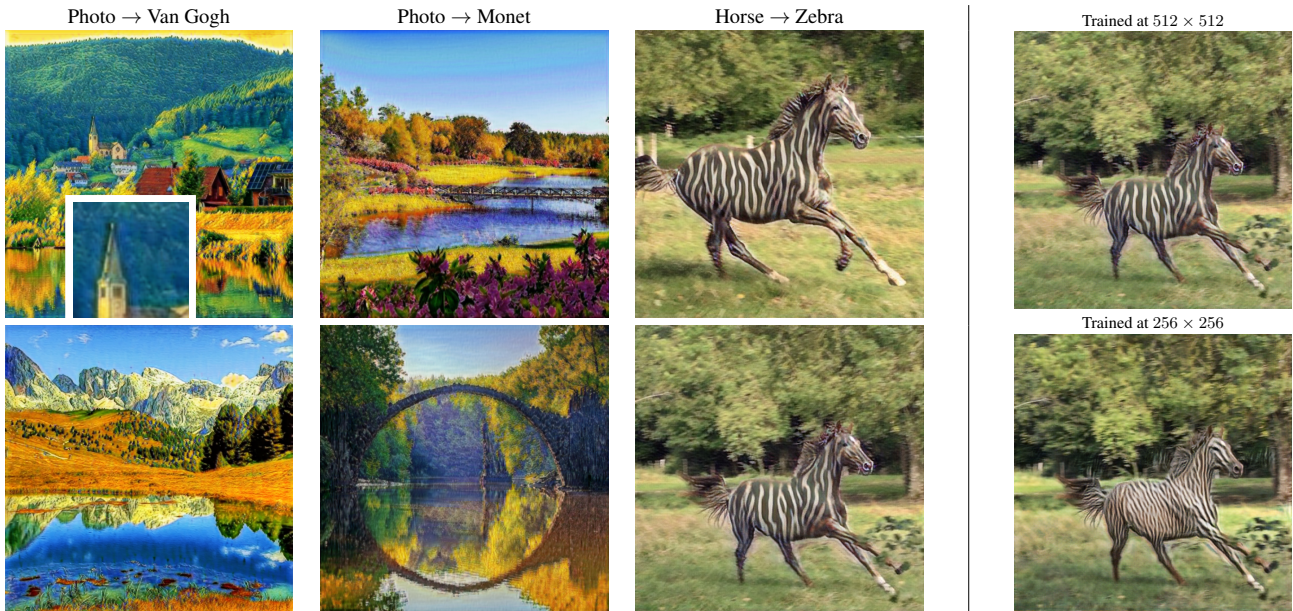 Photo → Van Gogh
Photo → Monet
Horse → Zebra
Trained at 512 × 512
Trained at 256 × 256